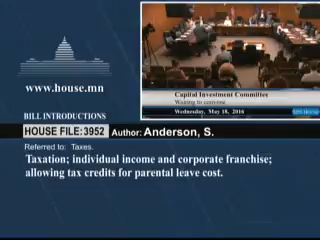 www.house.mn
BILL INTRODUCTIONS
HOUSE FILE: 3952 Author: Anderson, S.
Referred to: Taxes.
Taxation; individual income and corporate franchise;
allowing tax credits for parental leave cost.
Capital Investment Committee
Waiting to convene
Wednesday, May 18, 2016